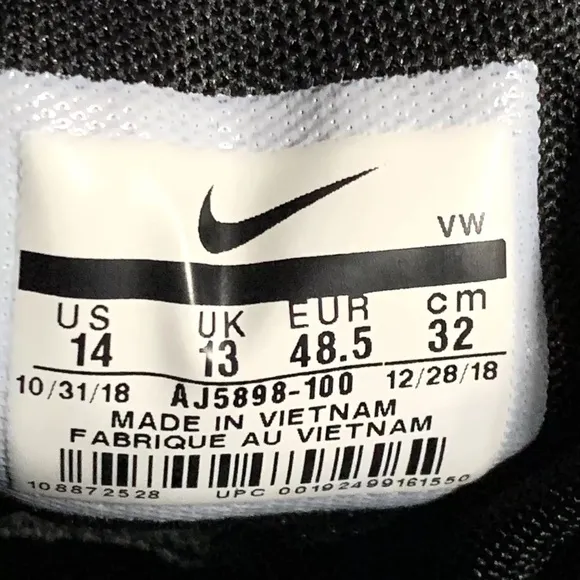 VW
US UK EUR cm
14 13 48.5 32
10/31/18 AJ5898-100 12/28/18
MADE IN VIETNAM
FABRIQUE AU VIETNAM
108872528 UPC 00192499161550